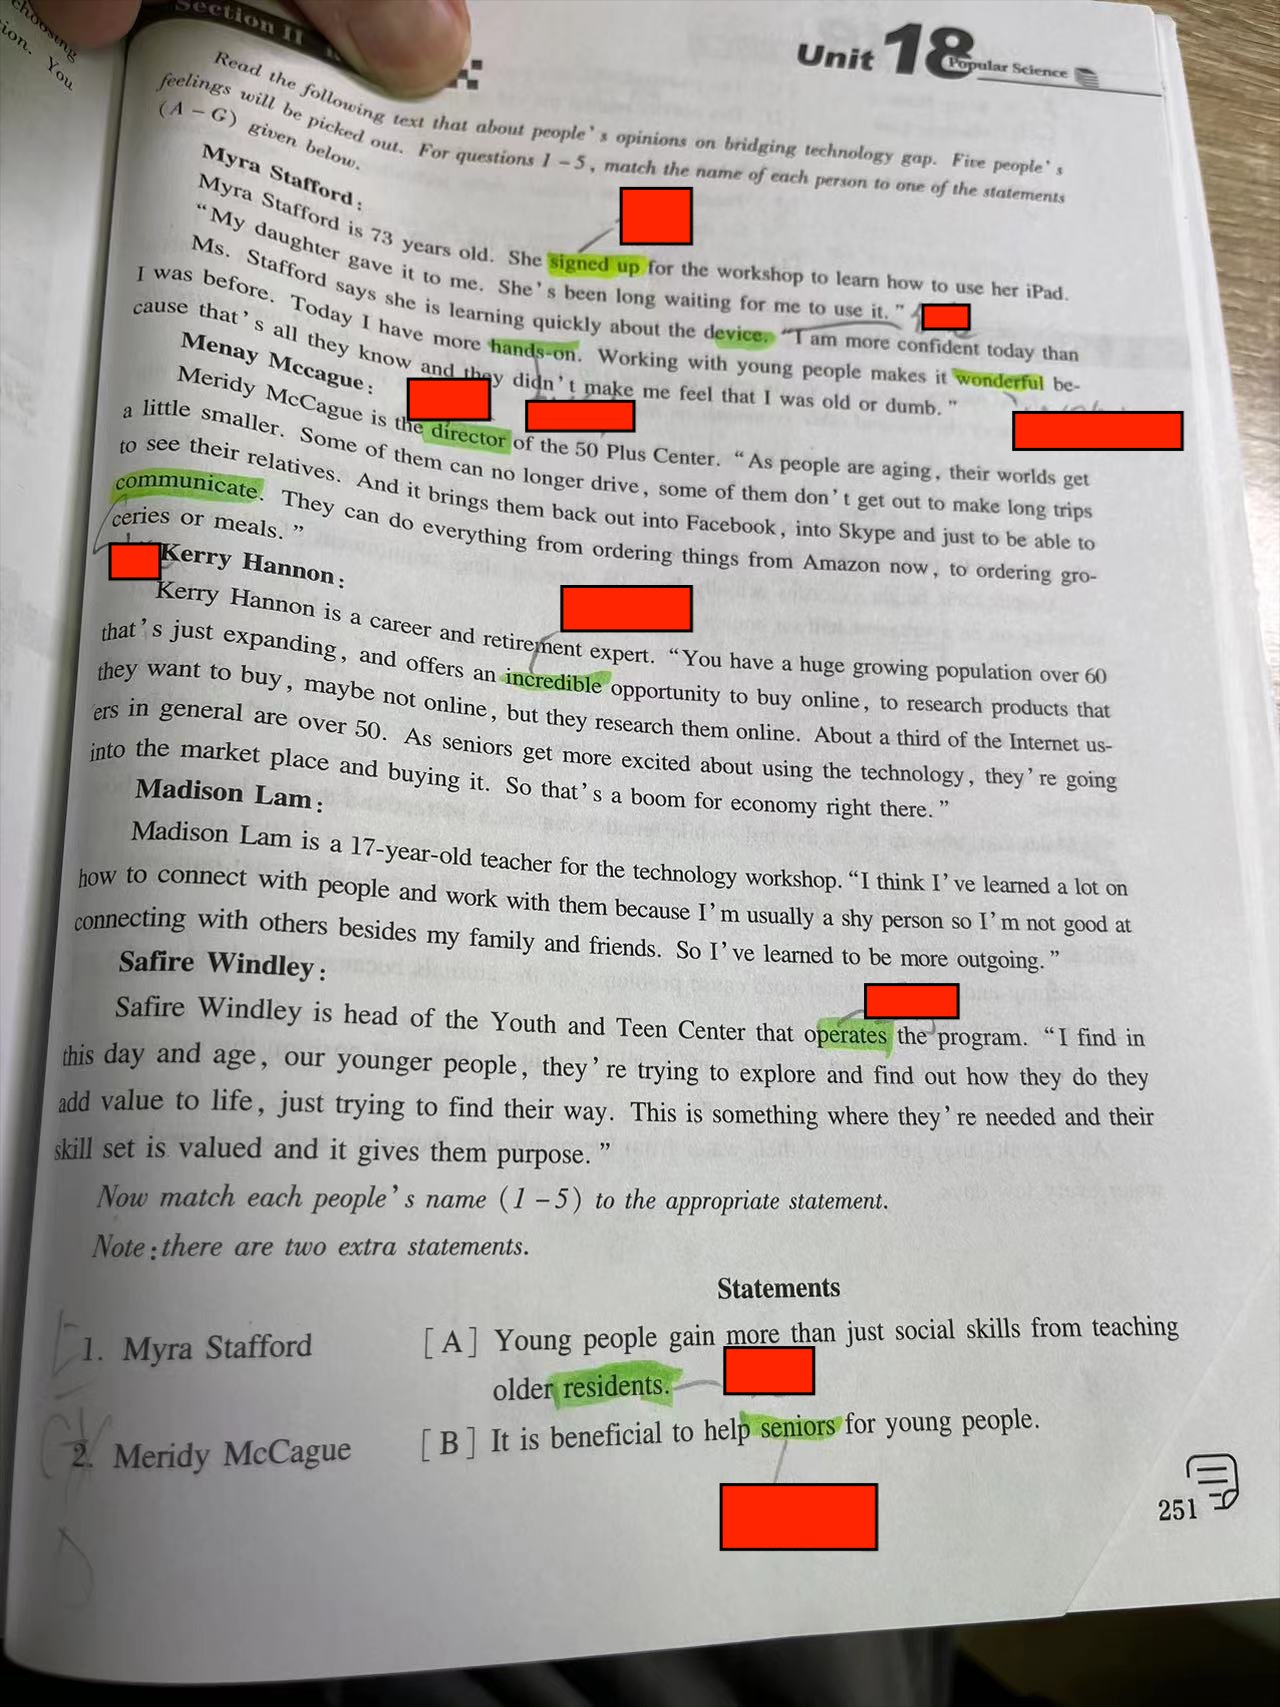 choosing
ion. You
Section II
Unit 18
Popular Science
Read the following text that about people's opinions on bridging technology gap. Five people's
feelings will be picked out. For questions 1-5, match the name of each person to one of the statements
(A-G) given below.
Myra Stafford:
Myra Stafford is 73 years old. She signed up for the workshop to learn how to use her iPad.
"My daughter gave it to me. She's been long waiting for me to use it."
Ms. Stafford says she is learning quickly about the device. "I am more confident today than
I was before. Today I have more hands-on. Working with young people makes it wonderful be-
cause that's all they know and they didn't make me feel that I was old or dumb."
Menay Mccague:
Meridy McCague is the director of the 50 Plus Center. "As people are aging, their worlds get
a little smaller. Some of them can no longer drive, some of them don't get out to make long trips
to see their relatives. And it brings them back out into Facebook, into Skype and just to be able to
communicate. They can do everything from ordering things from Amazon now, to ordering gro-
ceries or meals."
Kerry Hannon:
Kerry Hannon is a career and retirement expert. "You have a huge growing population over 60
that's just expanding, and offers an incredible opportunity to buy online, to research products that
they want to buy, maybe not online, but they research them online. About a third of the Internet us-
ers in general are over 50. As seniors get more excited about using the technology, they're going
into the market place and buying it. So that's a boom for economy right there."
Madison Lam:
Madison Lam is a 17-year-old teacher for the technology workshop. "I think I've learned a lot on
how to connect with people and work with them because I'm usually a shy person so I'm not good at
connecting with others besides my family and friends. So I've learned to be more outgoing."
Safire Windley:
Safire Windley is head of the Youth and Teen Center that operates the program. "I find in
this day and age, our younger people, they're trying to explore and find out how they do they
add value to life, just trying to find their way. This is something where they're needed and their
skill set is valued and it gives them purpose."
Now match each people's name (1-5) to the appropriate statement.
Note: there are two extra statements.
Statements
1. Myra Stafford
[A] Young people gain more than just social skills from teaching
older residents.
2. Meridy McCague
[B] It is beneficial to help seniors for young people.
251